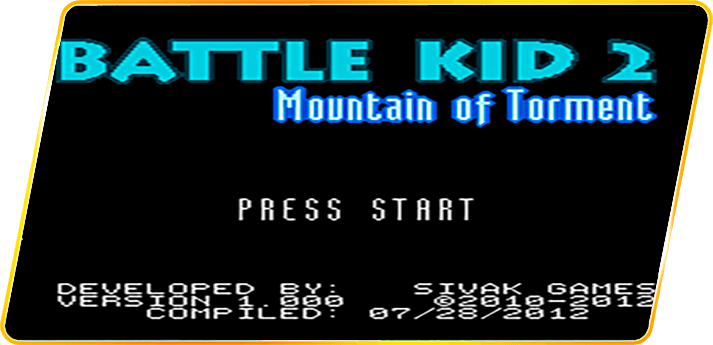 BATTLE KID 2
Mountain of Torment
PRESS START
DEVELOPED BY: SIVAK GAMES
VERSION 1.000 ©2010-2012
COMPILED: 07/28/2012